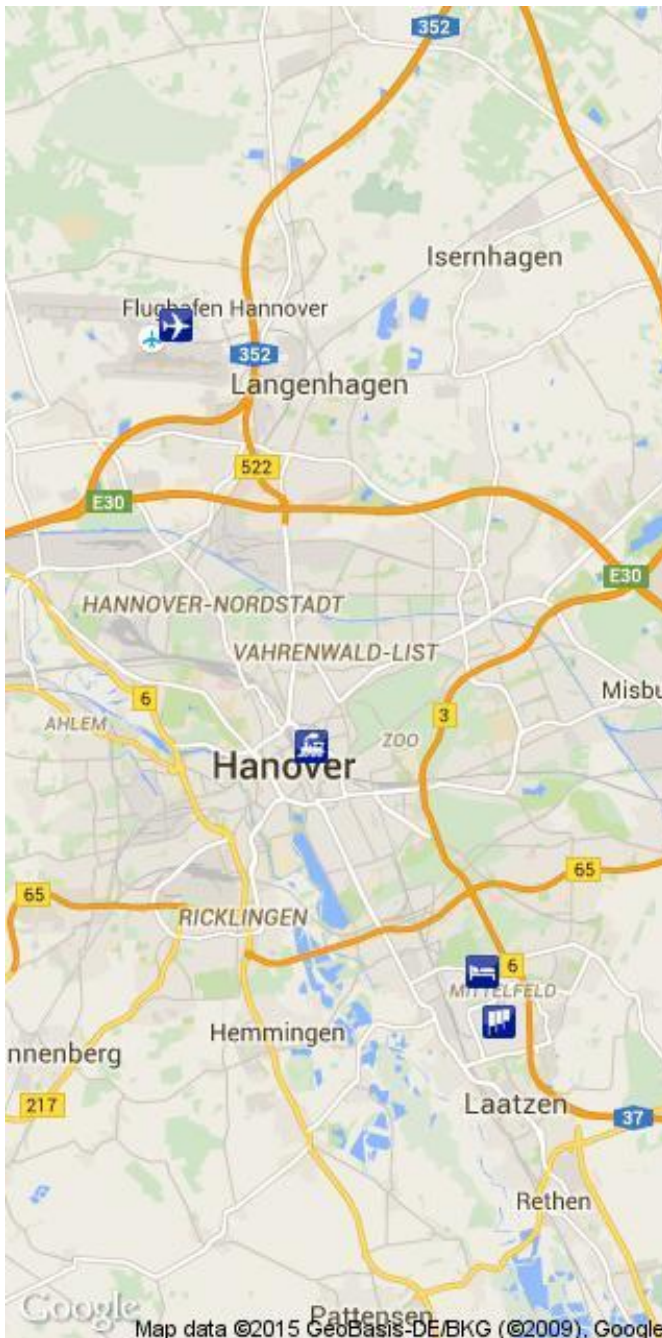 352
Isernhagen
Flughafen Hannover
352
Langenhagen
522
E30
E30
HANNOVER-NORDSTADT
VAHRENWALD-LIST
Misbu
6
3
AHLEM
ZOO
Hanover
65
65
RICKLINGEN
6
MITTELFELD
Hemmingen
nnenberg
217
Laatzen
37
Rethen
Google
Pattensen
Map data ©2015 GeoBasis-DE/BKG (©2009), Google